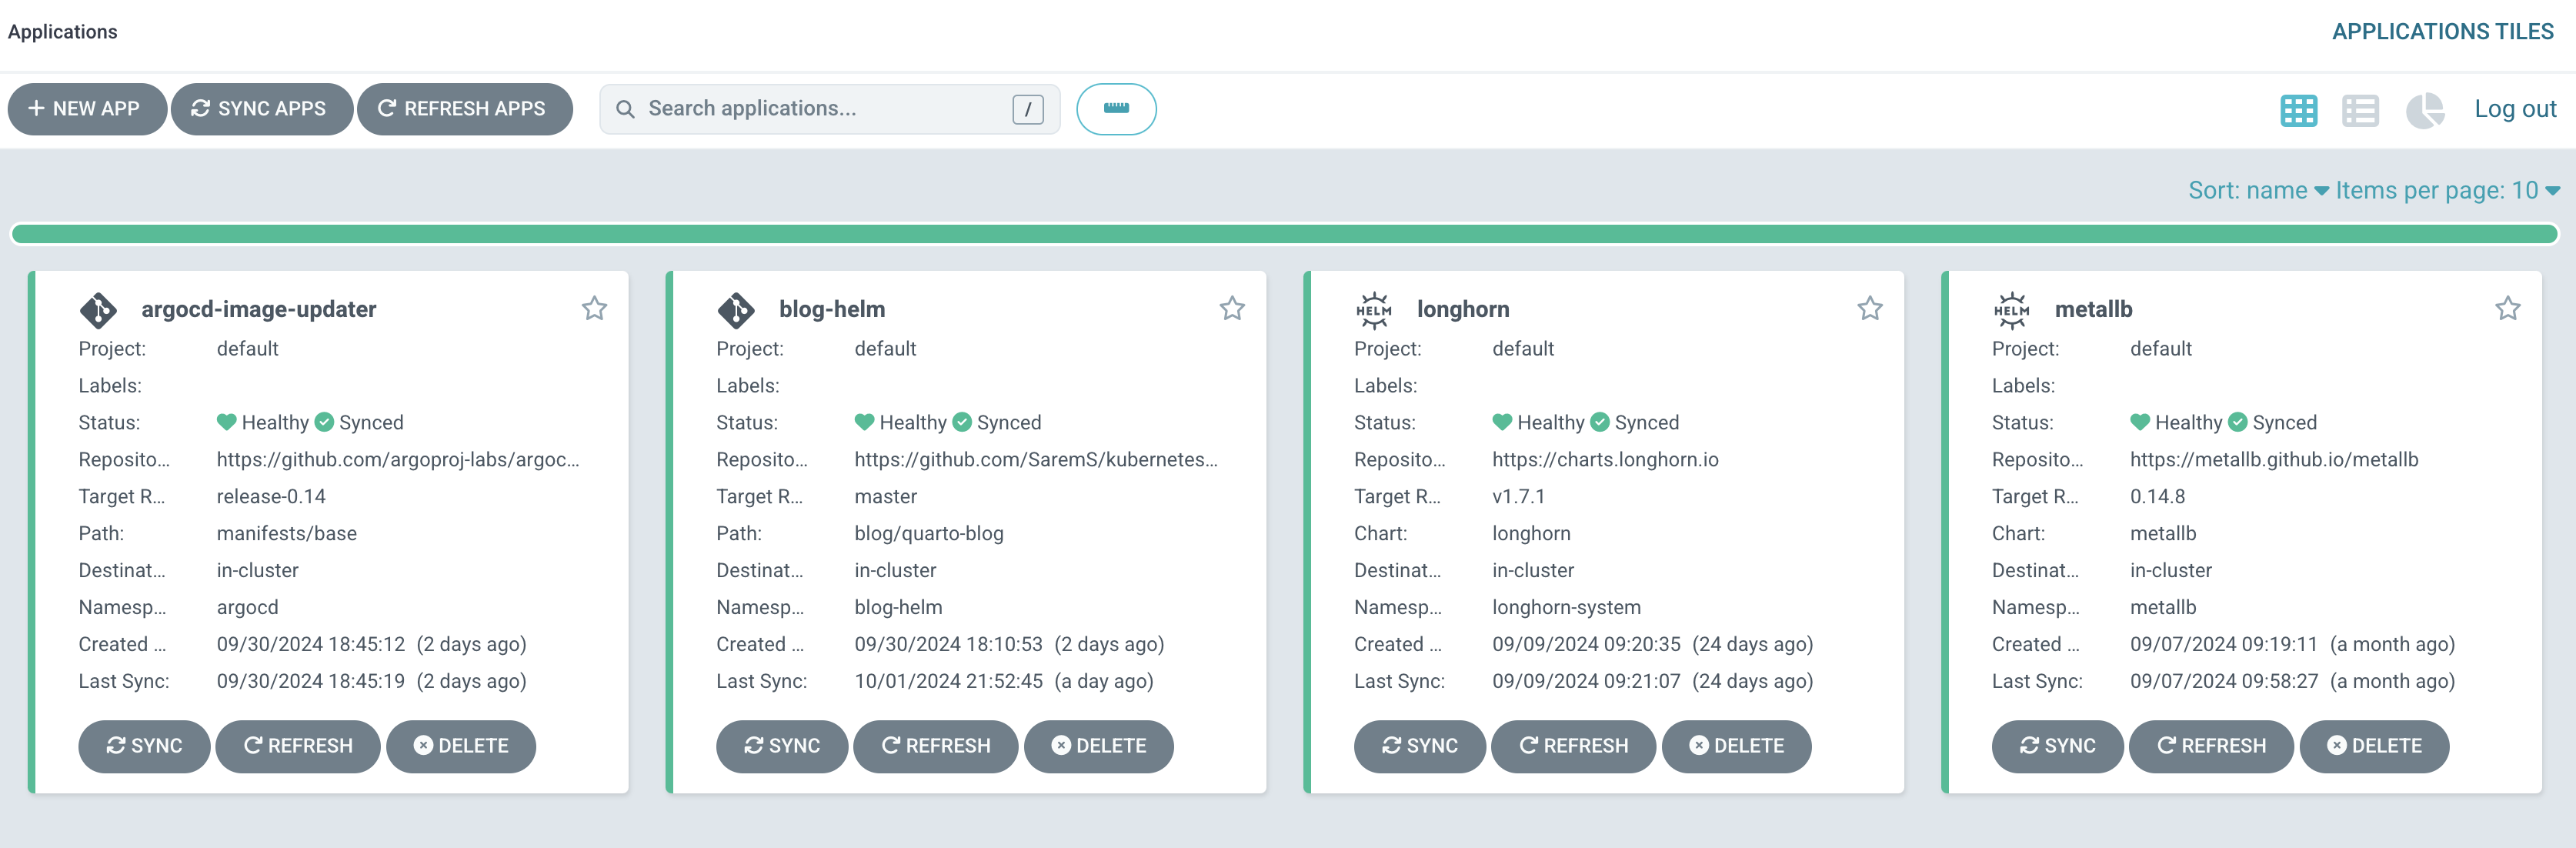 Applications
APPLICATIONS TILES
NEW APP
SYNC APPS
REFRESH APPS
Search applications...
/
Log out
Sort: name
Items per page: 10
argocd-image-updater
Project: default
Labels:
Status: Healthy Synced
Reposito... https://github.com/argoproj-labs/argoc...
Target R... release-0.14
Path: manifests/base
Destinat... in-cluster
Namesp... argocd
Created ... 09/30/2024 18:45:12 (2 days ago)
Last Sync: 09/30/2024 18:45:19 (2 days ago)
SYNC REFRESH DELETE
blog-helm
Project: default
Labels:
Status: Healthy Synced
Reposito... https://github.com/SaremS/kubernetes...
Target R... master
Path: blog/quarto-blog
Destinat... in-cluster
Namesp... blog-helm
Created ... 09/30/2024 18:10:53 (2 days ago)
Last Sync: 10/01/2024 21:52:45 (a day ago)
SYNC REFRESH DELETE
HELM
longhorn
Project: default
Labels:
Status: Healthy Synced
Reposito... https://charts.longhorn.io
Target R... v1.7.1
Chart: longhorn
Destinat... in-cluster
Namesp... longhorn-system
Created ... 09/09/2024 09:20:35 (24 days ago)
Last Sync: 09/09/2024 09:21:07 (24 days ago)
SYNC REFRESH DELETE
HELM
metallb
Project: default
Labels:
Status: Healthy Synced
Reposito... https://metallb.github.io/metallb
Target R... 0.14.8
Chart: metallb
Destinat... in-cluster
Namesp... metallb
Created ... 09/07/2024 09:19:11 (a month ago)
Last Sync: 09/07/2024 09:58:27 (a month ago)
SYNC REFRESH DELETE